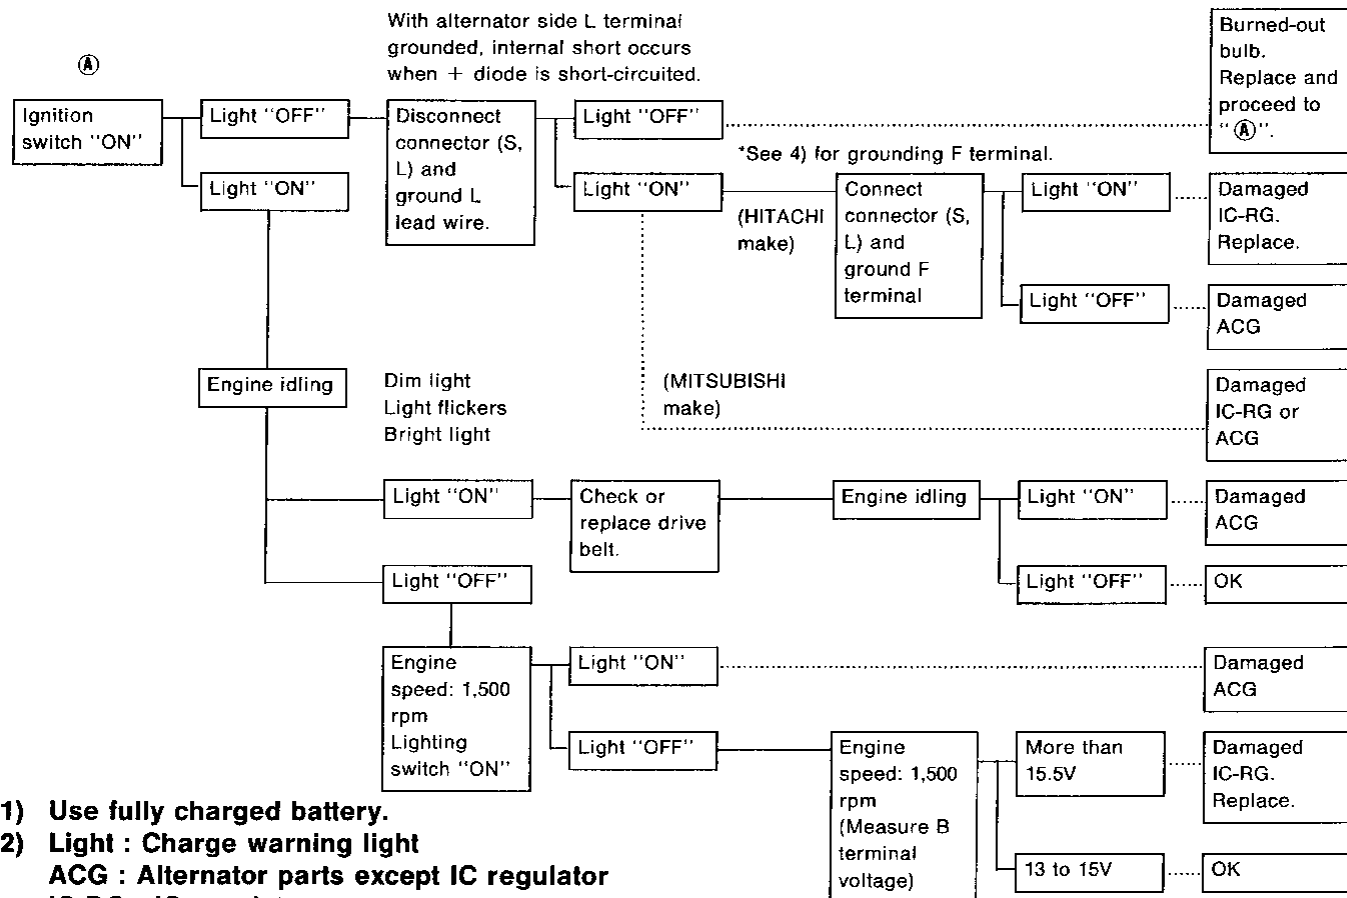 With alternator side L terminal
grounded, internal short occurs
when + diode is short-circuited.
Ⓐ
Ignition
switch "ON"
Light "OFF"
Light "ON"
Disconnect
connector (S,
L) and
ground L
lead wire.
Light "OFF"
Burned-out
bulb.
Replace and
proceed to
"Ⓐ".
*See 4) for grounding F terminal.
Light "ON"
(HITACHI
make)
Connect
connector (S,
L) and
ground F
terminal
Light "ON"
Damaged
IC-RG.
Replace.
Light "OFF"
Damaged
ACG
(MITSUBISHI
make)
Damaged
IC-RG or
ACG
Engine idling
Dim light
Light flickers
Bright light
Light "ON"
Check or
replace drive
belt.
Engine idling
Light "ON"
Damaged
ACG
Light "OFF"
OK
Light "OFF"
Engine
speed: 1,500
rpm
Lighting
switch "ON"
Light "ON"
Damaged
ACG
Light "OFF"
Engine
speed: 1,500
rpm
(Measure B
terminal
voltage)
More than
15.5V
Damaged
IC-RG.
Replace.
13 to 15V
OK
1) Use fully charged battery.
2) Light : Charge warning light
ACG : Alternator parts except IC regulator